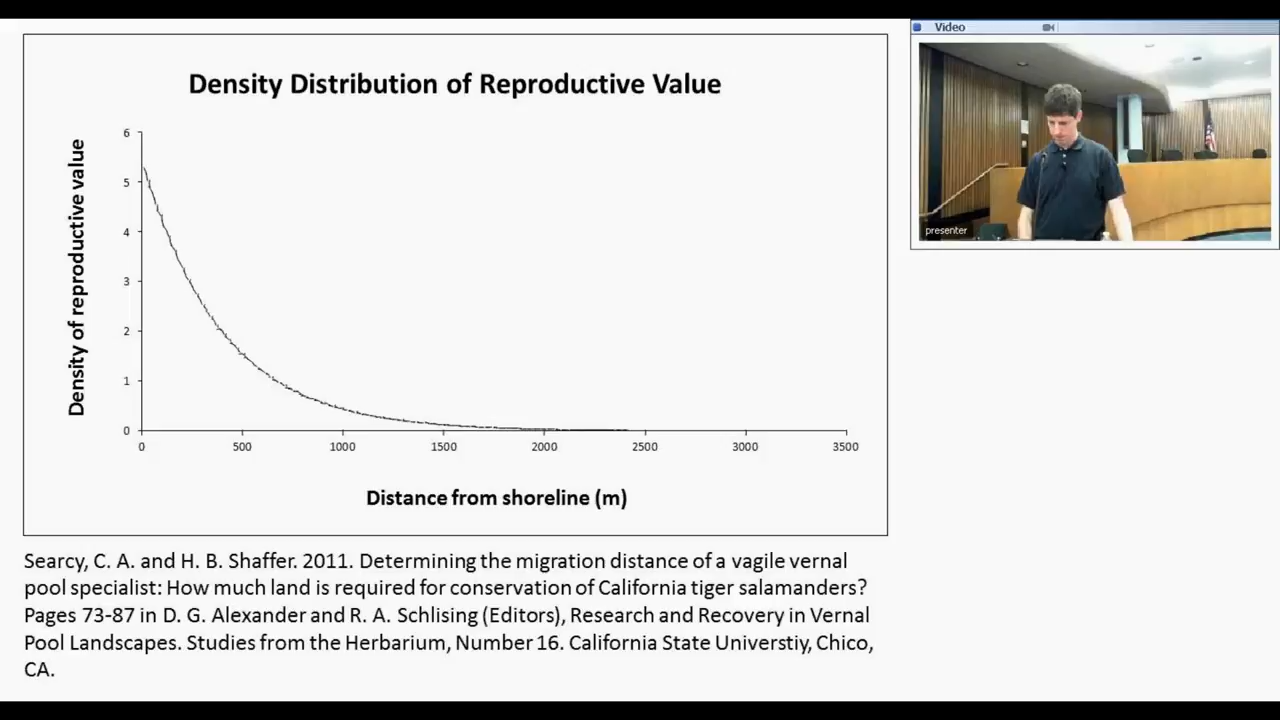 Density Distribution of Reproductive Value
Density of reproductive value
6
5
4
3
2
1
0
0 500 1000 1500 2000 2500 3000 3500
Distance from shoreline (m)
Searcy, C. A. and H. B. Shaffer. 2011. Determining the migration distance of a vagile vernal
pool specialist: How much land is required for conservation of California tiger salamanders?
Pages 73-87 in D. G. Alexander and R. A. Schlising (Editors), Research and Recovery in Vernal
Pool Landscapes. Studies from the Herbarium, Number 16. California State Universtiy, Chico,
CA.
Video
presenter